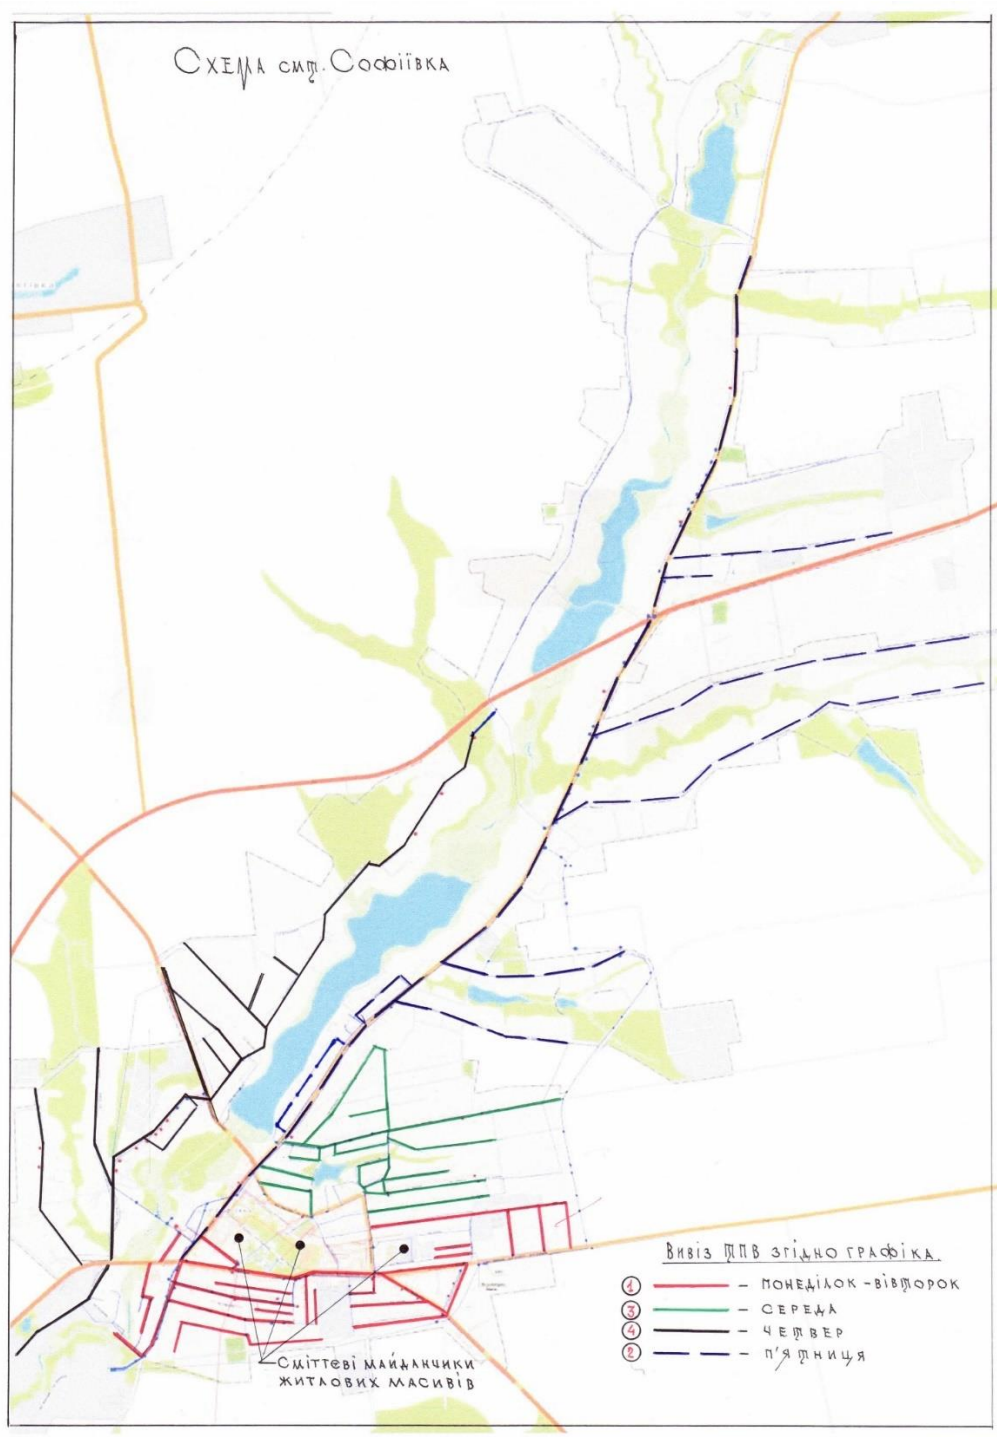 Схема смт. Софіївка
Вивіз ТПВ згідно графіка
1 - понеділок - вівторок
3 - середа
4 - четвер
2 - п'ятниця
Сміттєві майданчики
житлових масивів